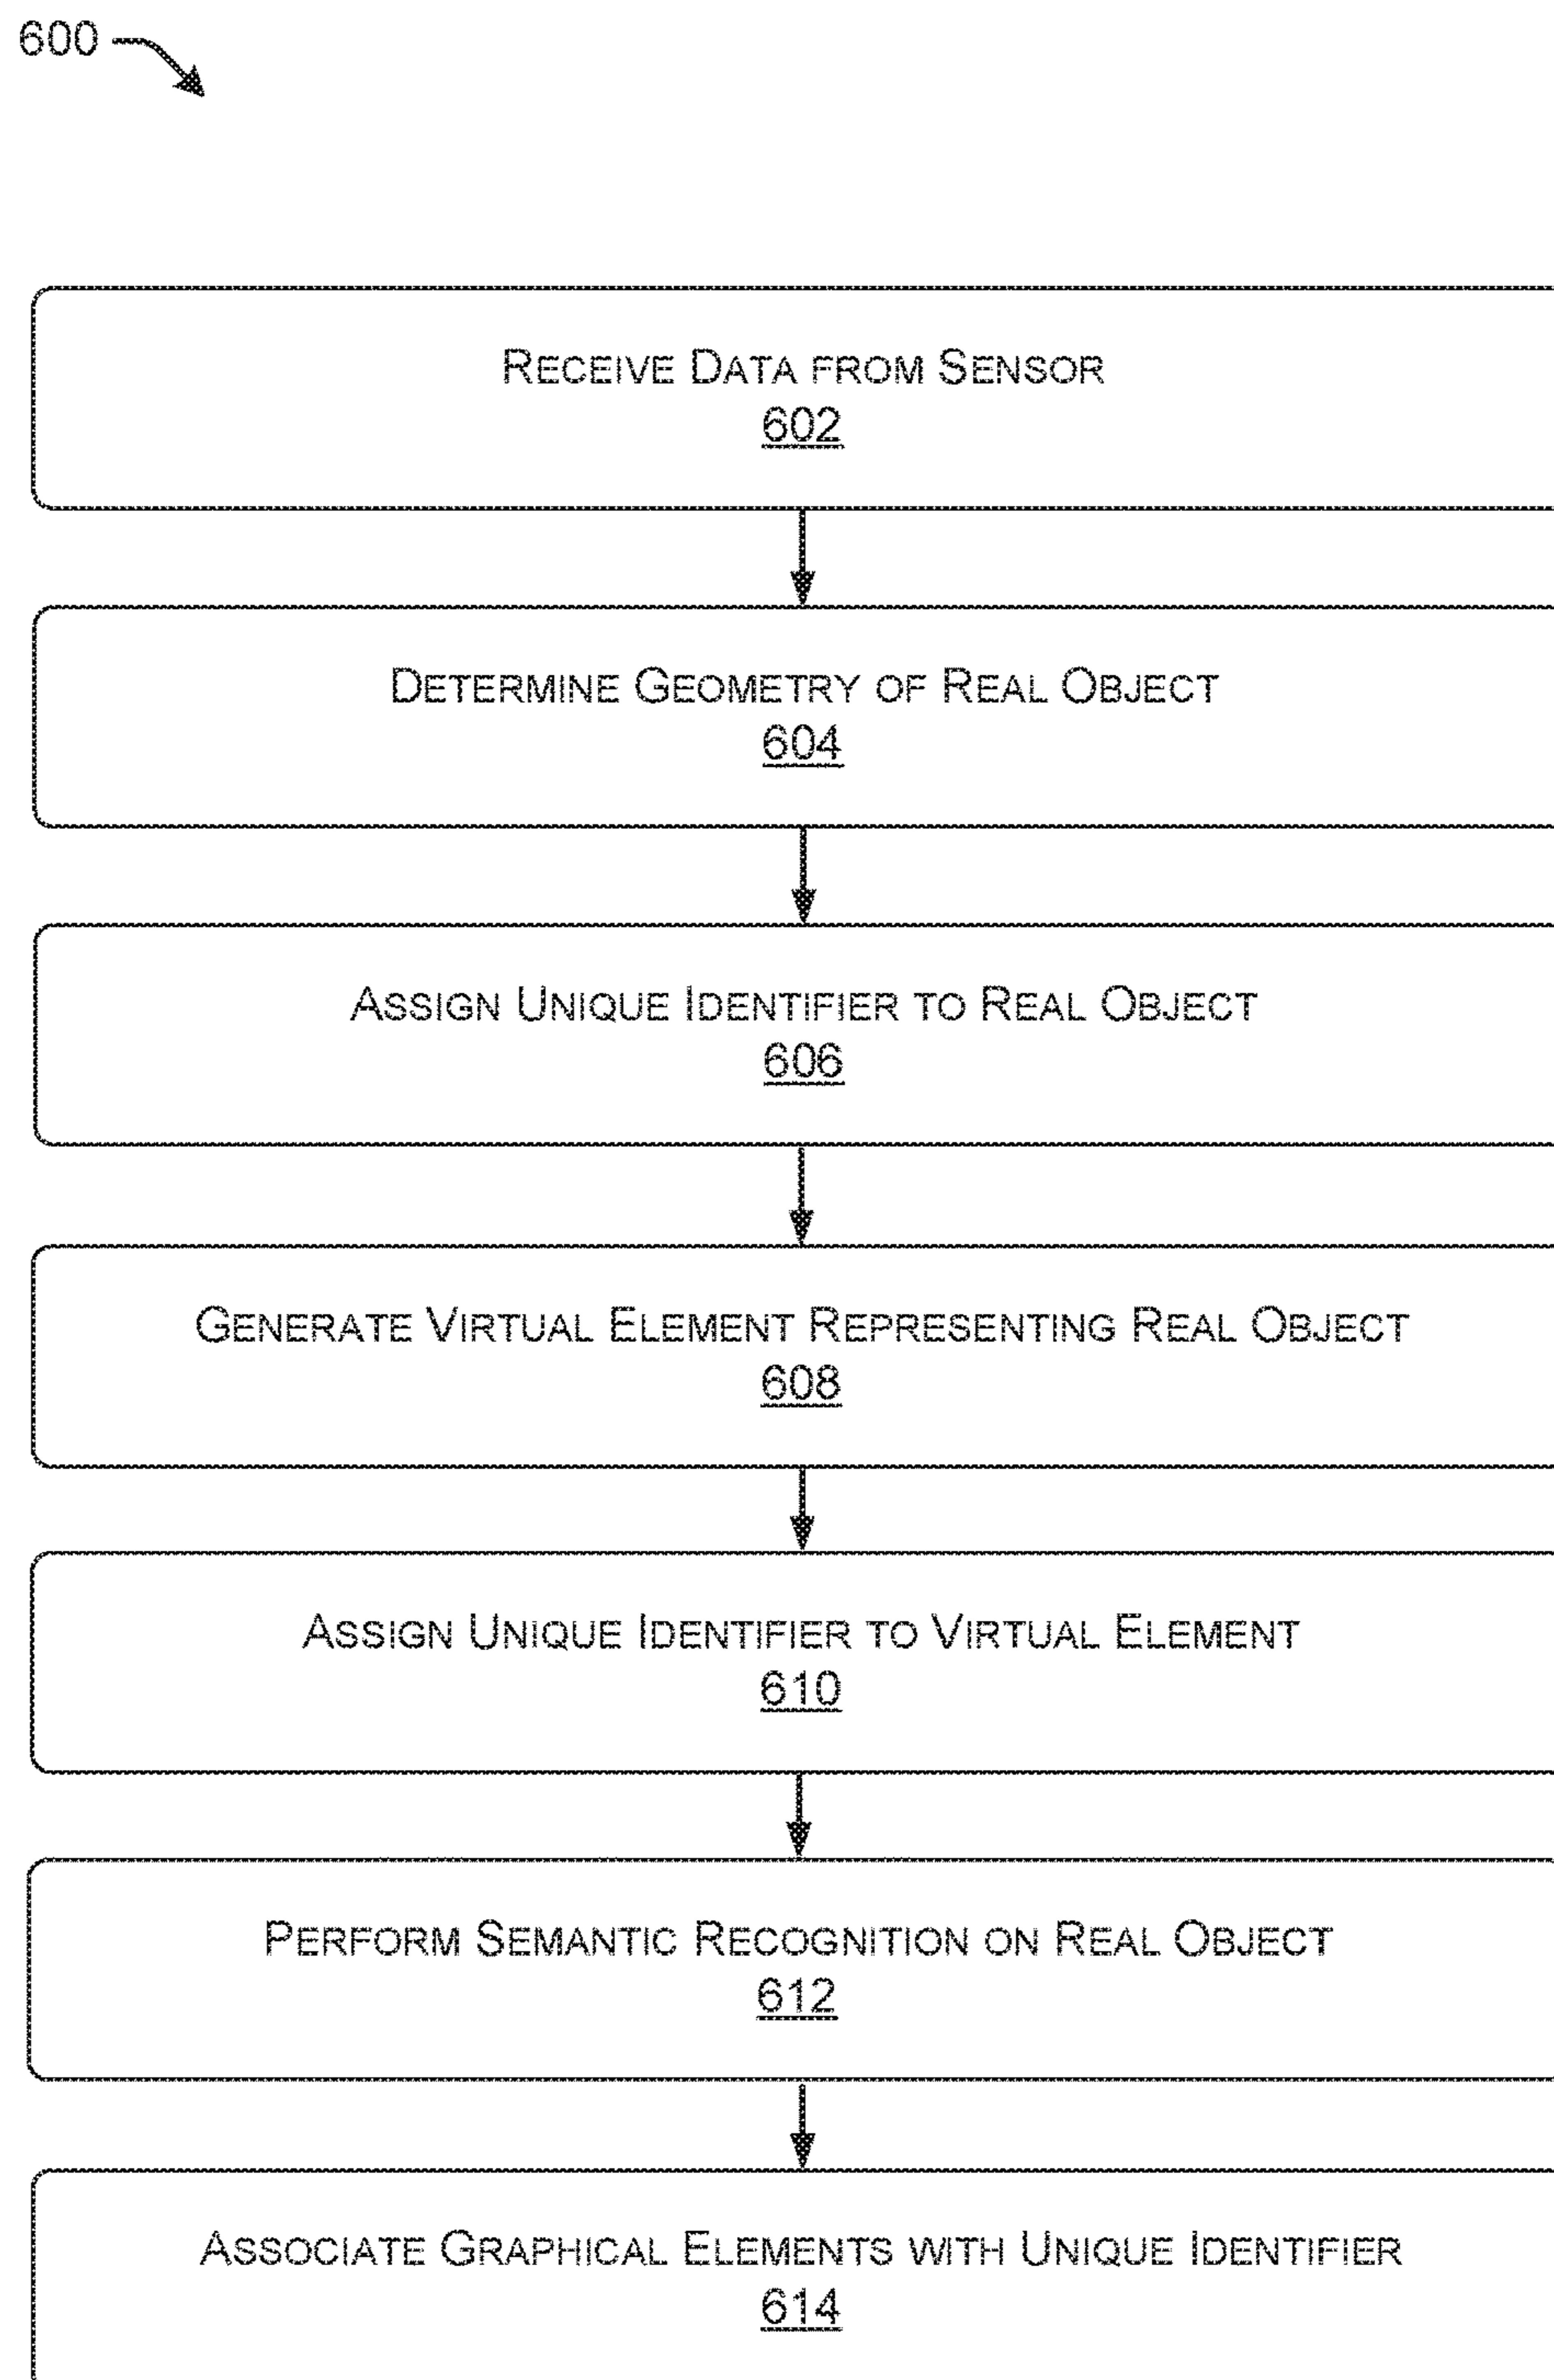 600
RECEIVE DATA FROM SENSOR
602
DETERMINE GEOMETRY OF REAL OBJECT
604
ASSIGN UNIQUE IDENTIFIER TO REAL OBJECT
606
GENERATE VIRTUAL ELEMENT REPRESENTING REAL OBJECT
608
ASSIGN UNIQUE IDENTIFIER TO VIRTUAL ELEMENT
610
PERFORM SEMANTIC RECOGNITION ON REAL OBJECT
612
ASSOCIATE GRAPHICAL ELEMENTS WITH UNIQUE IDENTIFIER
614